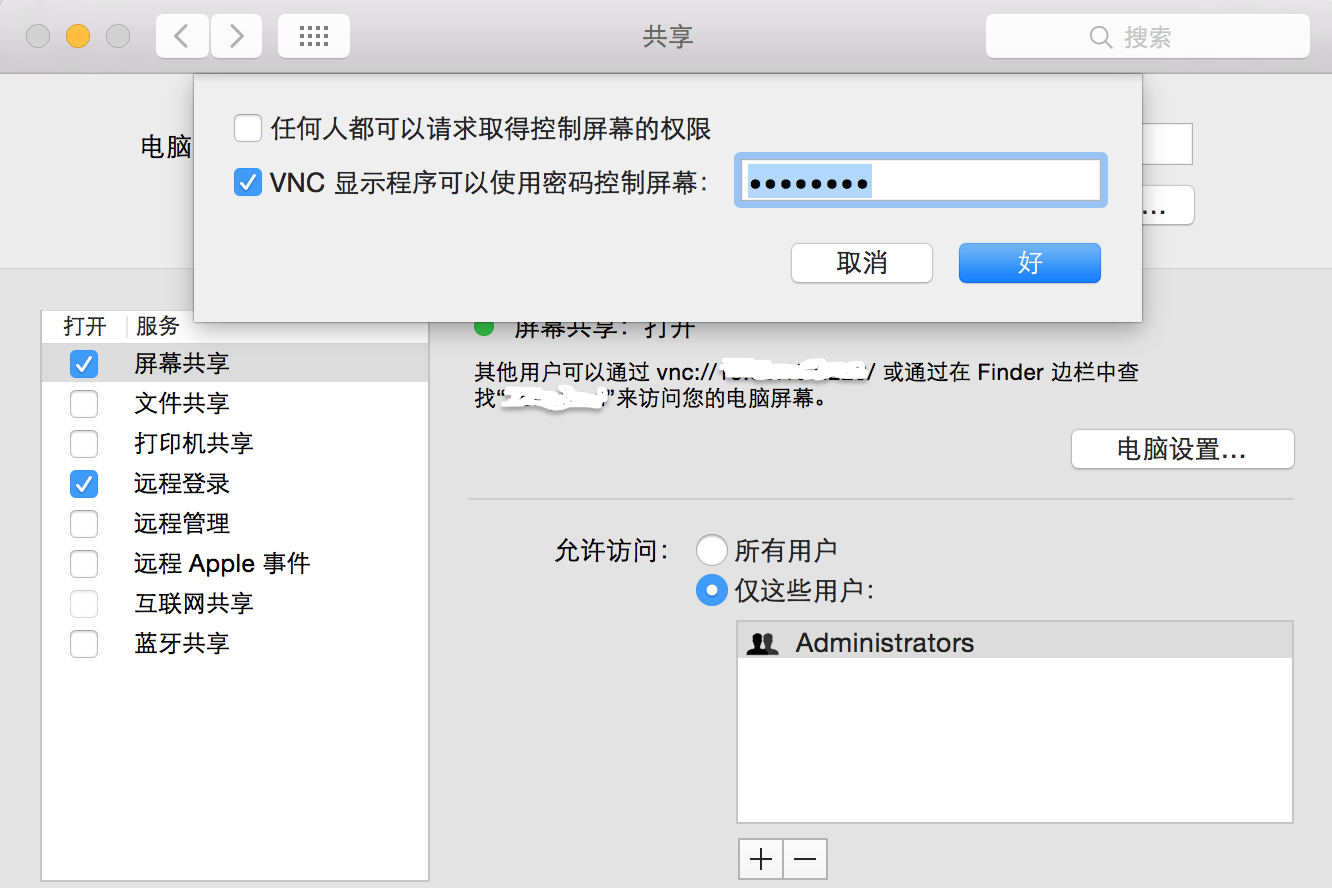 共享
搜索
任何人都可以请求取得控制屏幕的权限
电脑
VNC 显示程序可以使用密码控制屏幕：
...
取消
好
打开 服务
屏幕共享：打开
屏幕共享
文件共享
打印机共享
远程登录
远程管理
远程 Apple 事件
互联网共享
蓝牙共享
其他用户可以通过 vnc:// / 或通过在 Finder 边栏中查
找“ ”来访问您的电脑屏幕。
电脑设置...
允许访问：
所有用户
仅这些用户：
Administrators